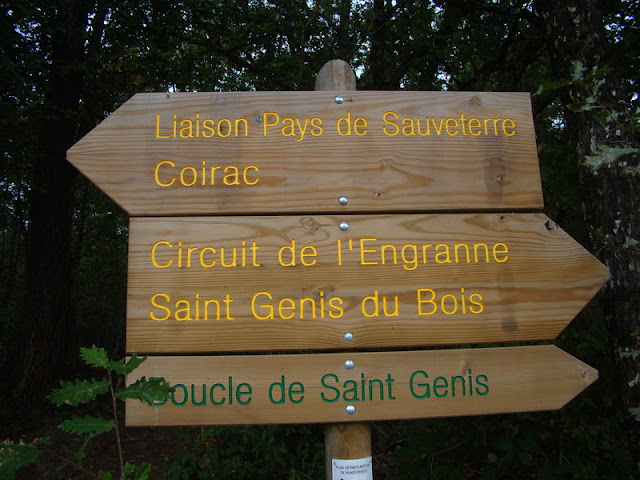 Liaison Pays de Sauveterre
Coirac
Circuit de l'Engranne
Saint Genis du Bois
Boucle de Saint Genis